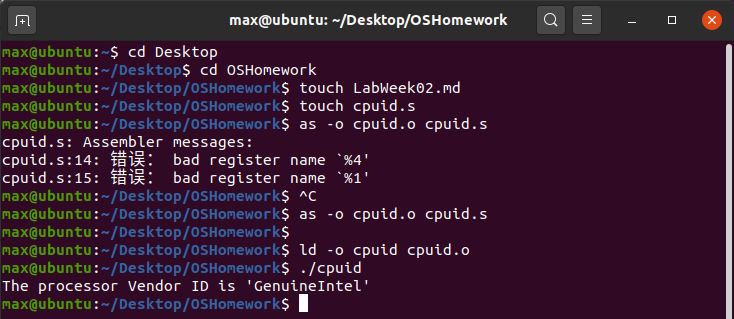 max@ubuntu: ~/Desktop/OSHomework
max@ubuntu:~$ cd Desktop
max@ubuntu:~/Desktop$ cd OSHomework
max@ubuntu:~/Desktop/OSHomework$ touch LabWeek02.md
max@ubuntu:~/Desktop/OSHomework$ touch cpuid.s
max@ubuntu:~/Desktop/OSHomework$ as -o cpuid.o cpuid.s
cpuid.s: Assembler messages:
cpuid.s:14: 错误： bad register name `%4'
cpuid.s:15: 错误： bad register name `%1'
max@ubuntu:~/Desktop/OSHomework$ ^C
max@ubuntu:~/Desktop/OSHomework$ as -o cpuid.o cpuid.s
max@ubuntu:~/Desktop/OSHomework$
max@ubuntu:~/Desktop/OSHomework$ ld -o cpuid cpuid.o
max@ubuntu:~/Desktop/OSHomework$ ./cpuid
The processor Vendor ID is 'GenuineIntel'
max@ubuntu:~/Desktop/OSHomework$